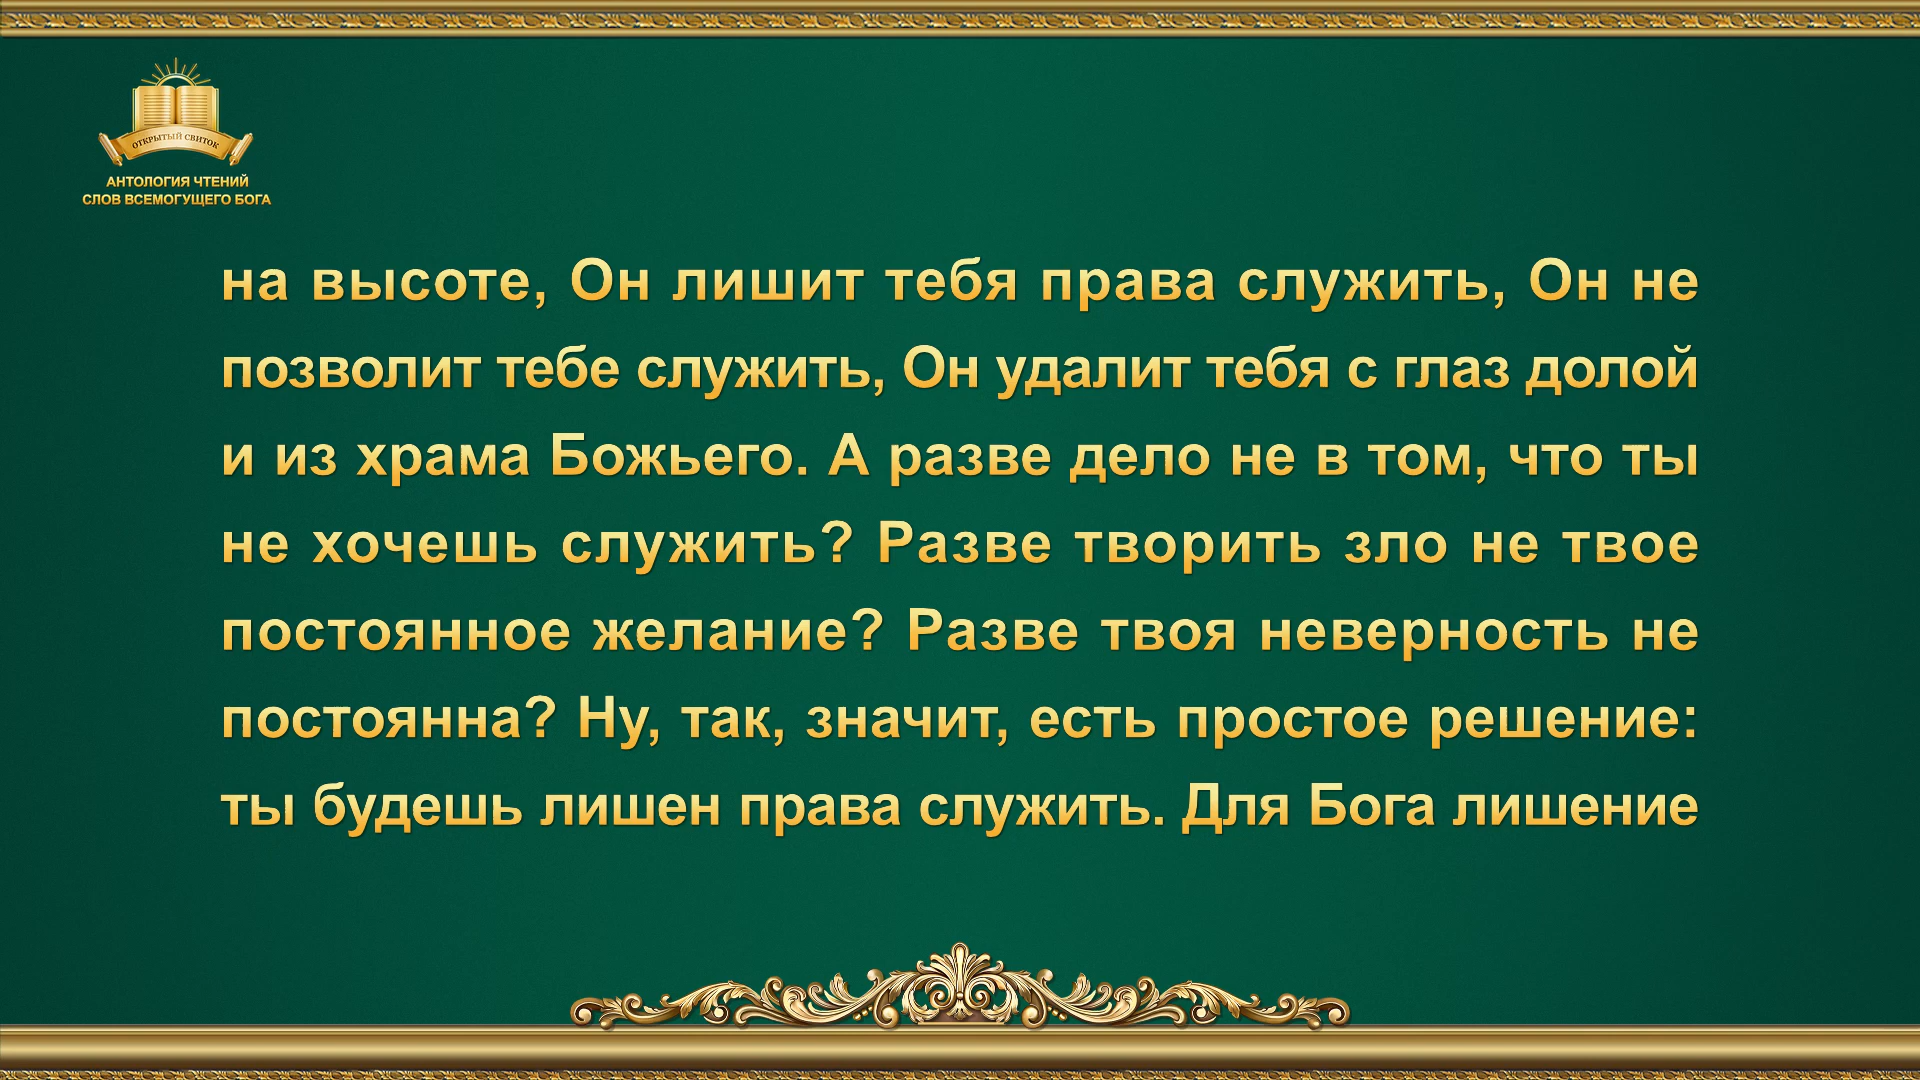 ОТКРЫТЫЙ СВИТОК
АНТОЛОГИЯ ЧТЕНИЙ
СЛОВ ВСЕМОГУЩЕГО БОГА
на высоте, Он лишит тебя права служить, Он не
позволит тебе служить, Он удалит тебя с глаз долой
и из храма Божьего. А разве дело не в том, что ты
не хочешь служить? Разве творить зло не твое
постоянное желание? Разве твоя неверность не
постоянна? Ну, так, значит, есть простое решение:
ты будешь лишен права служить. Для Бога лишение